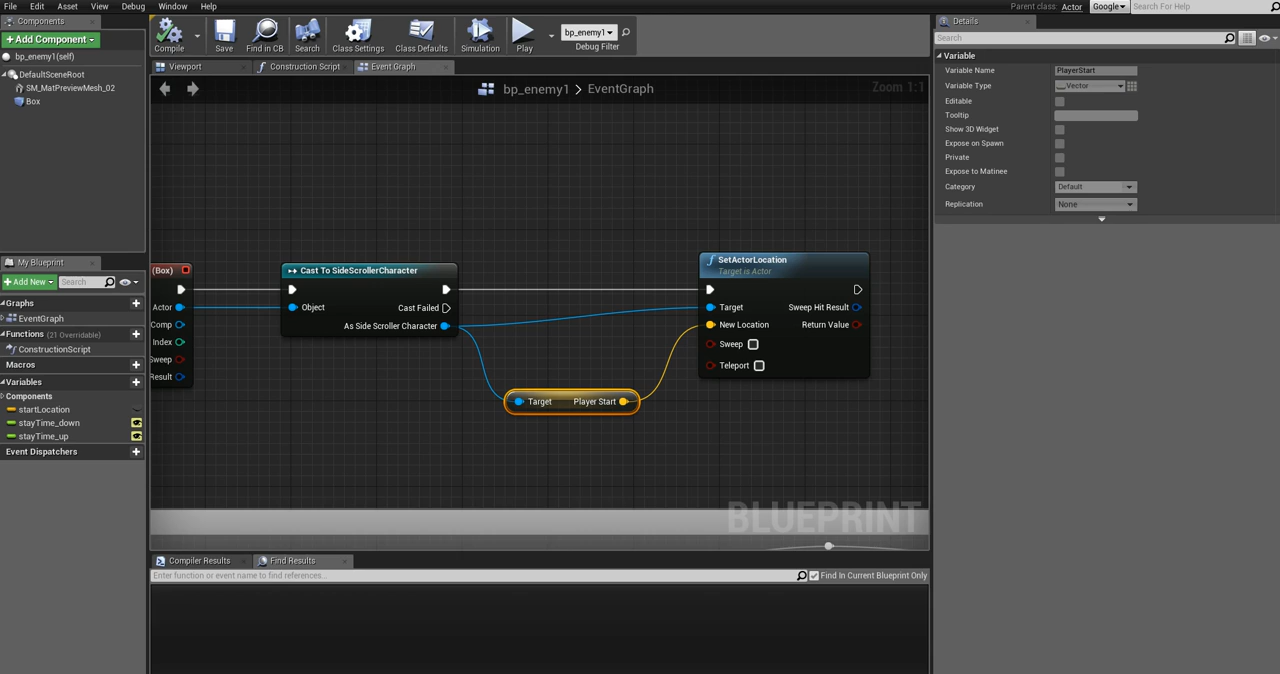 File Edit Asset View Debug Window Help
Parent class: Actor Google Search For Help
Components
Details
+Add Component
Compile Save Find in CB Search Class Settings Class Defaults Simulation Play
bp_enemy1
Debug Filter
Search
bp_enemy1(self)
DefaultSceneRoot
SM_MatPreviewMesh_02
Box
Viewport Construction Script Event Graph
bp_enemy1 > EventGraph
Zoom 1:1
Variable
Variable Name PlayerStart
Variable Type Vector
Editable
Tooltip
Show 3D Widget
Expose on Spawn
Private
Expose to Matinee
Category Default
Replication None
My Blueprint
+Add New Search
Graphs
EventGraph
Functions (21 Overridable)
ConstructionScript
Macros
Variables
Components
startLocation
stayTime_down
stayTime_up
Event Dispatchers
(Box)
Actor
Comp
Index
Sweep
Result
Cast To SideScrollerCharacter
Object
Cast Failed
As Side Scroller Character
Target Player Start
SetActorLocation
Target is Actor
Target Sweep Hit Result
New Location Return Value
Sweep
Teleport
BLUEPRINT
Compiler Results Find Results
Enter function or event name to find references...
Find In Current Blueprint Only